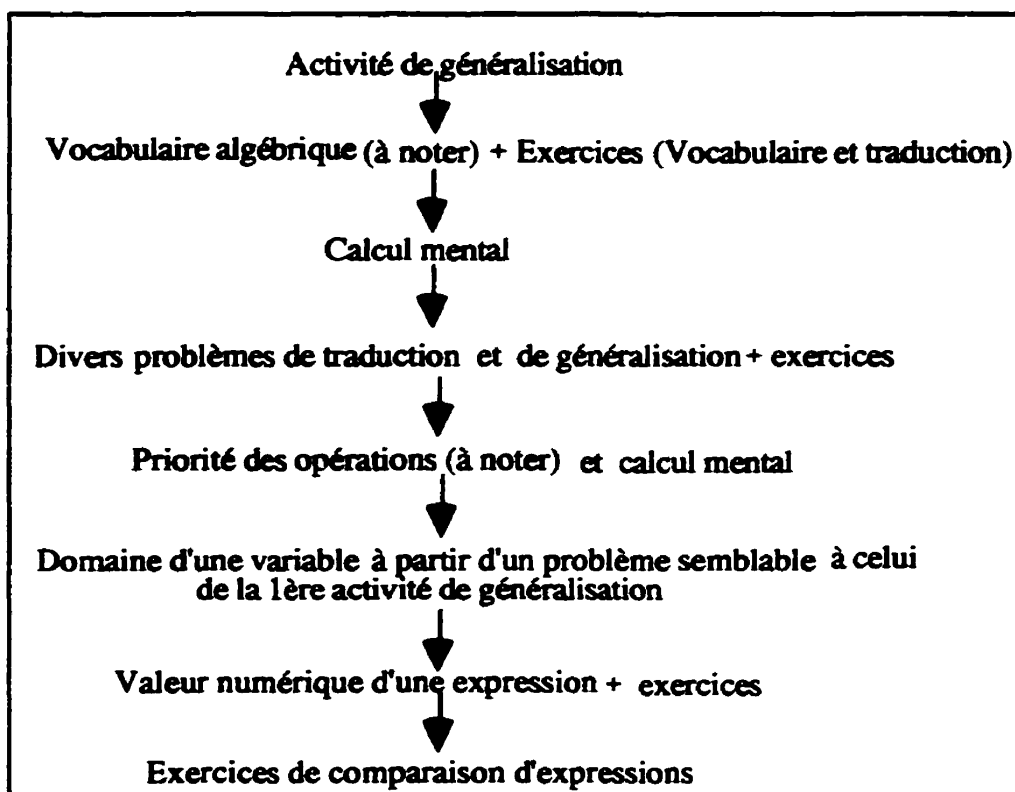 Activité de généralisation
Vocabulaire algébrique (à noter) + Exercices (Vocabulaire et traduction)
Calcul mental
Divers problèmes de traduction et de généralisation + exercices
Priorité des opérations (à noter) et calcul mental
Domaine d'une variable à partir d'un problème semblable à celui
de la 1ère activité de généralisation
Valeur numérique d'une expression + exercices
Exercices de comparaison d'expressions